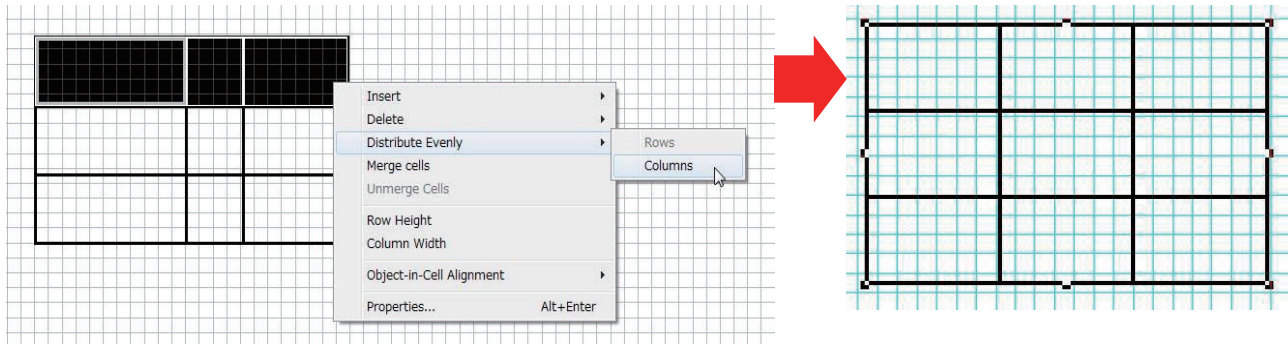 Insert
Delete
Distribute Evenly
Merge cells
Unmerge Cells
Row Height
Column Width
Object-in-Cell Alignment
Properties... Alt+Enter
Rows
Columns